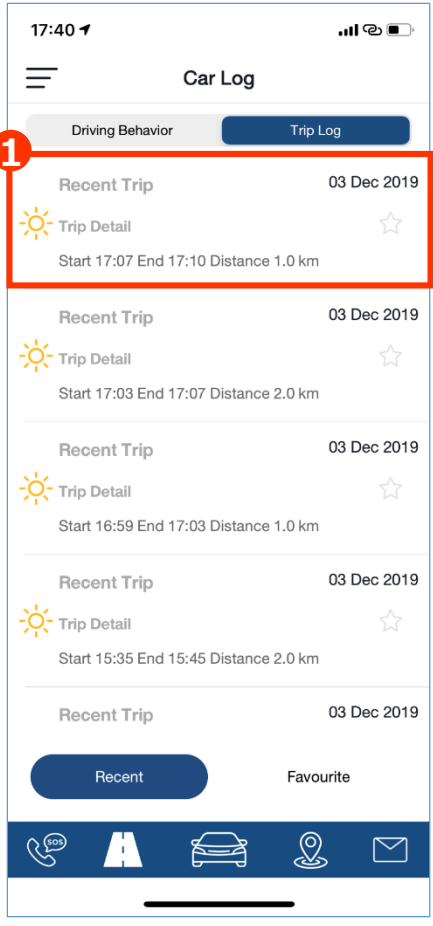 17:40
Car Log
Driving Behavior Trip Log
1
Recent Trip 03 Dec 2019
Trip Detail
Start 17:07 End 17:10 Distance 1.0 km
Recent Trip 03 Dec 2019
Trip Detail
Start 17:03 End 17:07 Distance 2.0 km
Recent Trip 03 Dec 2019
Trip Detail
Start 16:59 End 17:03 Distance 1.0 km
Recent Trip 03 Dec 2019
Trip Detail
Start 15:35 End 15:45 Distance 2.0 km
Recent Trip 03 Dec 2019
Recent Favourite
SOS